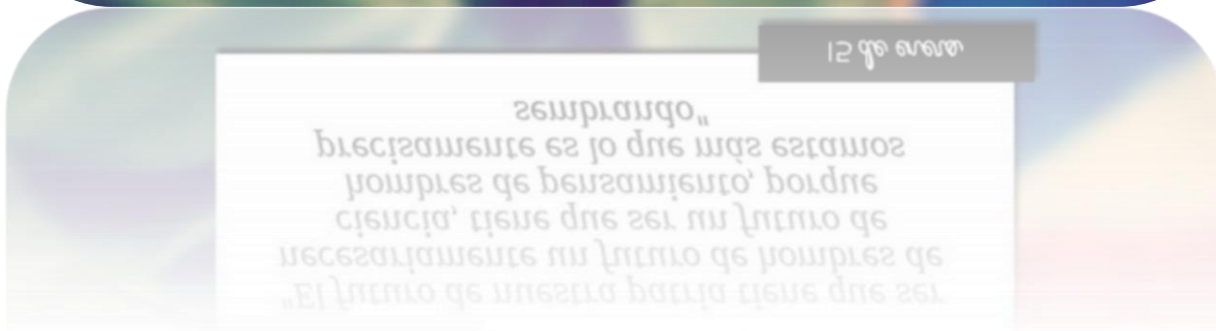 "El futuro de nuestra patria tiene que ser
necesariamente un futuro de hombres de
ciencia, tiene que ser un futuro de
hombres de pensamiento, porque
precisamente es lo que más estamos
sembrando"
15 de enero